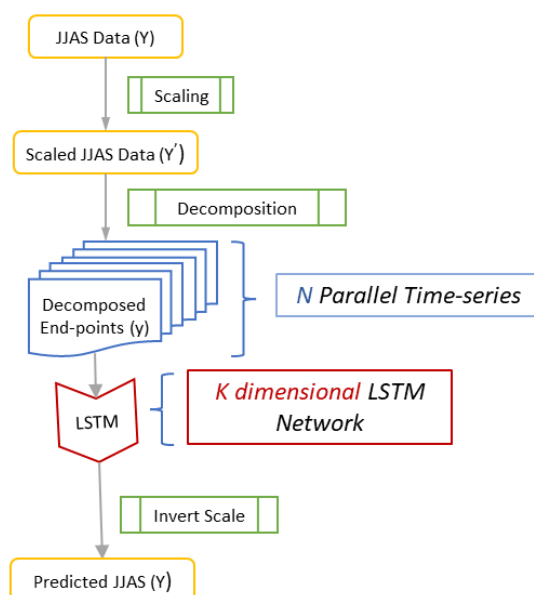 JJAS Data (Y)
Scaling
Scaled JJAS Data (Y')
Decomposition
Decomposed
End-points (y)
N Parallel Time-series
LSTM
K dimensional LSTM
Network
Invert Scale
Predicted JJAS (Y)